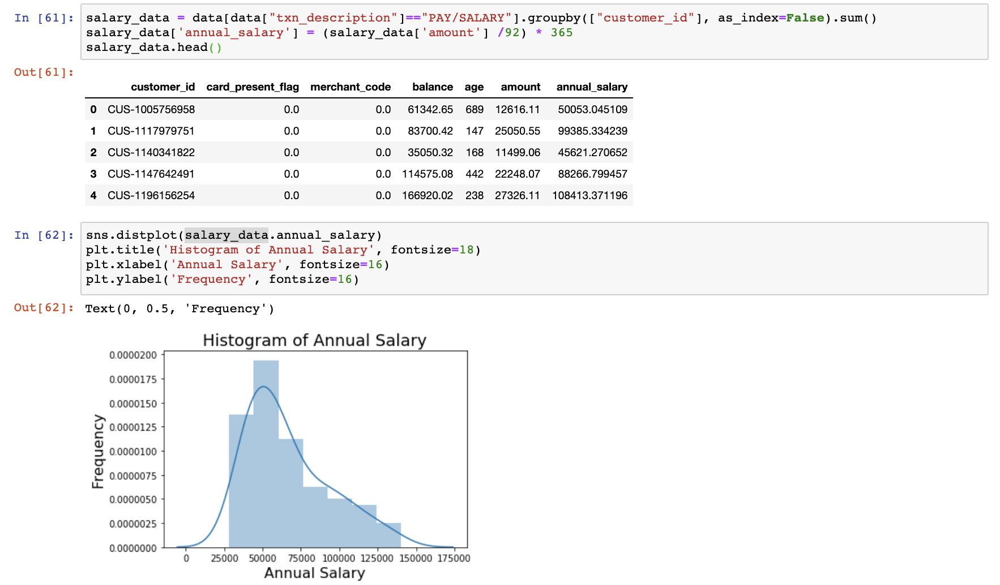 In [61]: salary_data = data[data["txn_description"]=="PAY/SALARY"].groupby(["customer_id"], as_index=False).sum()
salary_data['annual_salary'] = (salary_data['amount'] /92) * 365
salary_data.head()
Out[61]:
customer_id card_present_flag merchant_code balance age amount annual_salary
0 CUS-1005756958 0.0 0.0 61342.65 689 12616.11 50053.045109
1 CUS-1117979751 0.0 0.0 83700.42 147 25050.55 99385.334239
2 CUS-1140341822 0.0 0.0 35050.32 168 11499.06 45621.270652
3 CUS-1147642491 0.0 0.0 114575.08 442 22248.07 88266.799457
4 CUS-1196156254 0.0 0.0 166920.02 238 27326.11 108413.371196
In [62]: sns.distplot(salary_data.annual_salary)
plt.title('Histogram of Annual Salary', fontsize=18)
plt.xlabel('Annual Salary', fontsize=16)
plt.ylabel('Frequency', fontsize=16)
Out[62]: Text(0, 0.5, 'Frequency')
Histogram of Annual Salary
0.0000200
0.0000175
0.0000150
0.0000125
0.0000100
0.0000075
0.0000050
0.0000025
0.0000000
Frequency
0 25000 50000 75000 100000 125000 150000 175000
Annual Salary